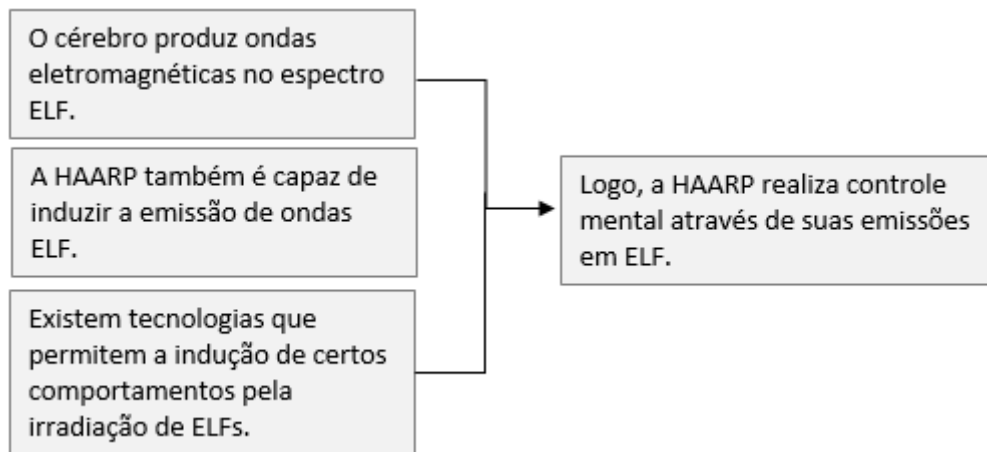 O cérebro produz ondas
eletromagnéticas no espectro
ELF.
A HAARP também é capaz de
induzir a emissão de ondas
ELF.
Existem tecnologias que
permitem a indução de certos
comportamentos pela
irradiação de ELFs.
Logo, a HAARP realiza controle
mental através de suas emissões
em ELF.